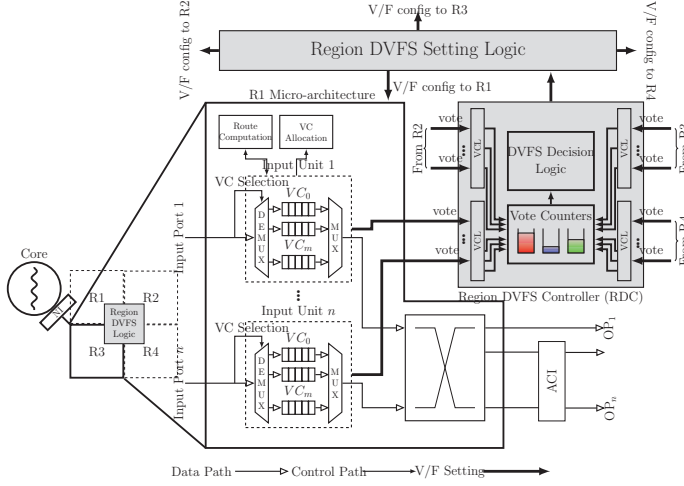 V/F config to R2
V/F config to R3
V/F config to R4
Region DVFS Setting Logic
V/F config to R1
R1 Micro-architecture
Route
Computation
VC
Allocation
Input Unit 1
VC Selection
VC0
VCm
DEMUX
MUX
Input Port 1
Input Unit n
VC Selection
VC0
VCm
DEMUX
MUX
Input Port n
Core
R1
R2
R3
R4
Region
DVFS
Logic
vote
vote
From R2
VCL
DVFS Decision
Logic
VCL
vote
vote
vote
vote
VCL
Vote Counters
VCL
vote
vote
From R4
Region DVFS Controller (RDC)
OP1
ACI
OPn
Data Path
Control Path
V/F Setting